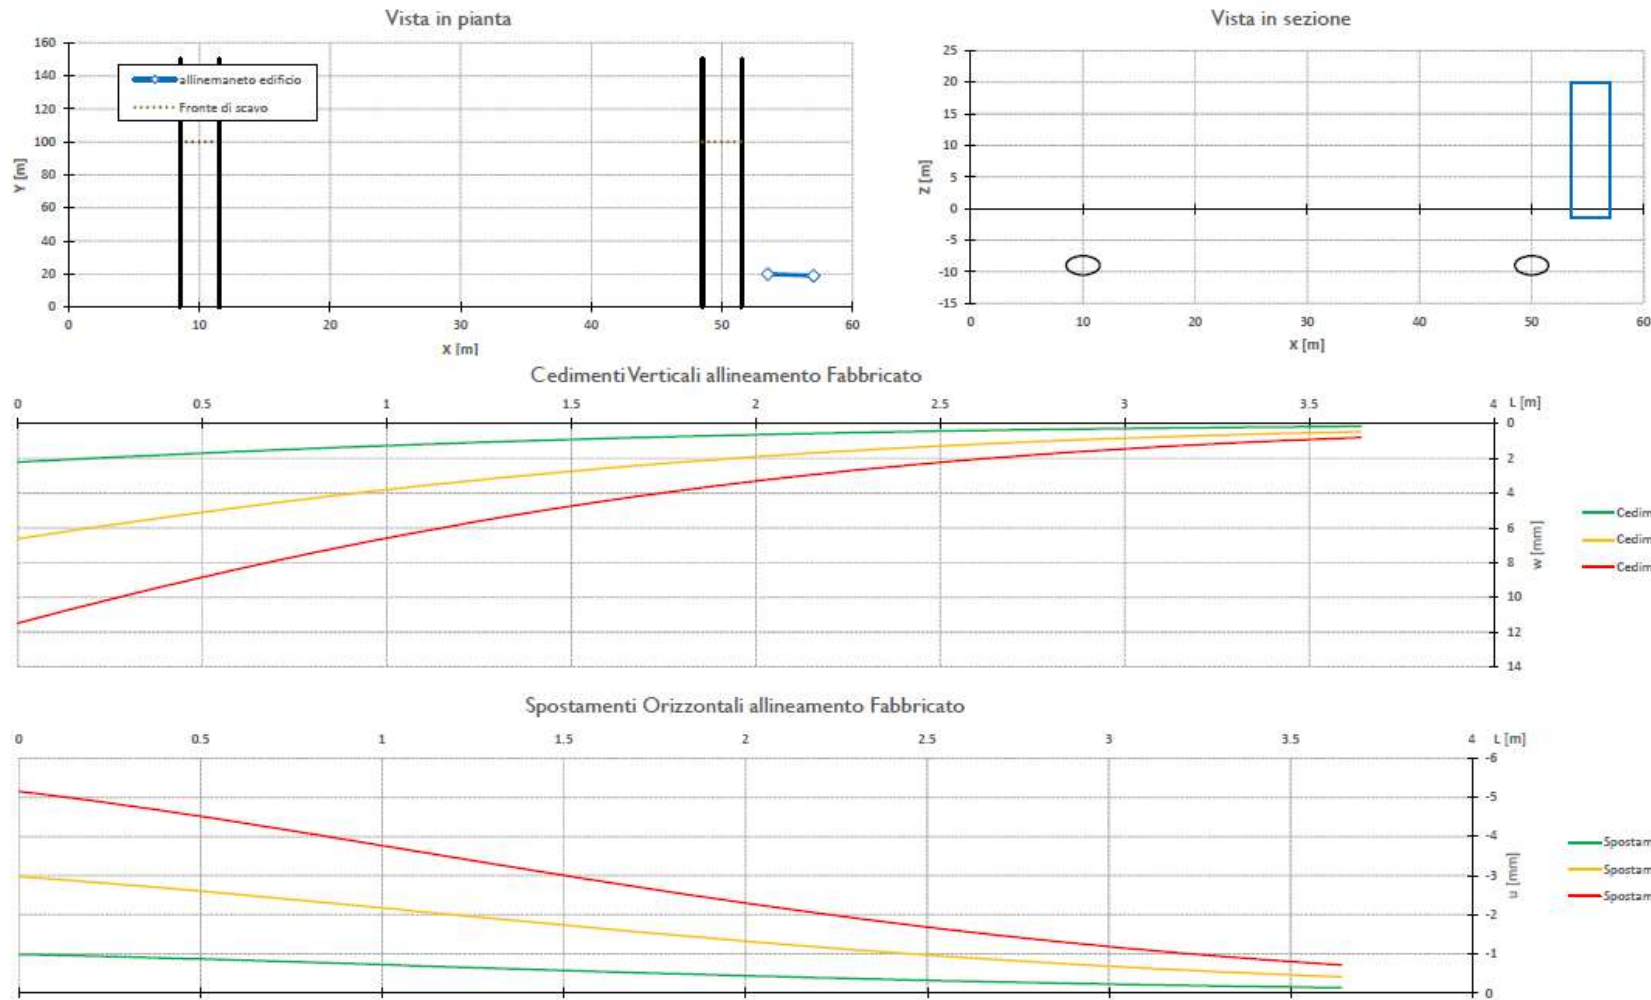 Vista in pianta
160
140
120
100
80
60
40
20
0
Y [m]
allinemaneto edificio
Fronte di scavo
0 10 20 30 40 50 60
X [m]
Vista in sezione
25
20
15
10
5
0
-5
-10
-15
Z [m]
0 10 20 30 40 50 60
X [m]
Cedimenti Verticali allineamento Fabbricato
0 0.5 1 1.5 2 2.5 3 3.5 4 L [m]
0
2
4
6
8
10
12
14
w [mm]
Cedim
Cedim
Cedim
Spostamenti Orizzontali allineamento Fabbricato
0 0.5 1 1.5 2 2.5 3 3.5 4 L [m]
-6
-5
-4
-3
-2
-1
0
u [mm]
Spostam
Spostam
Spostam